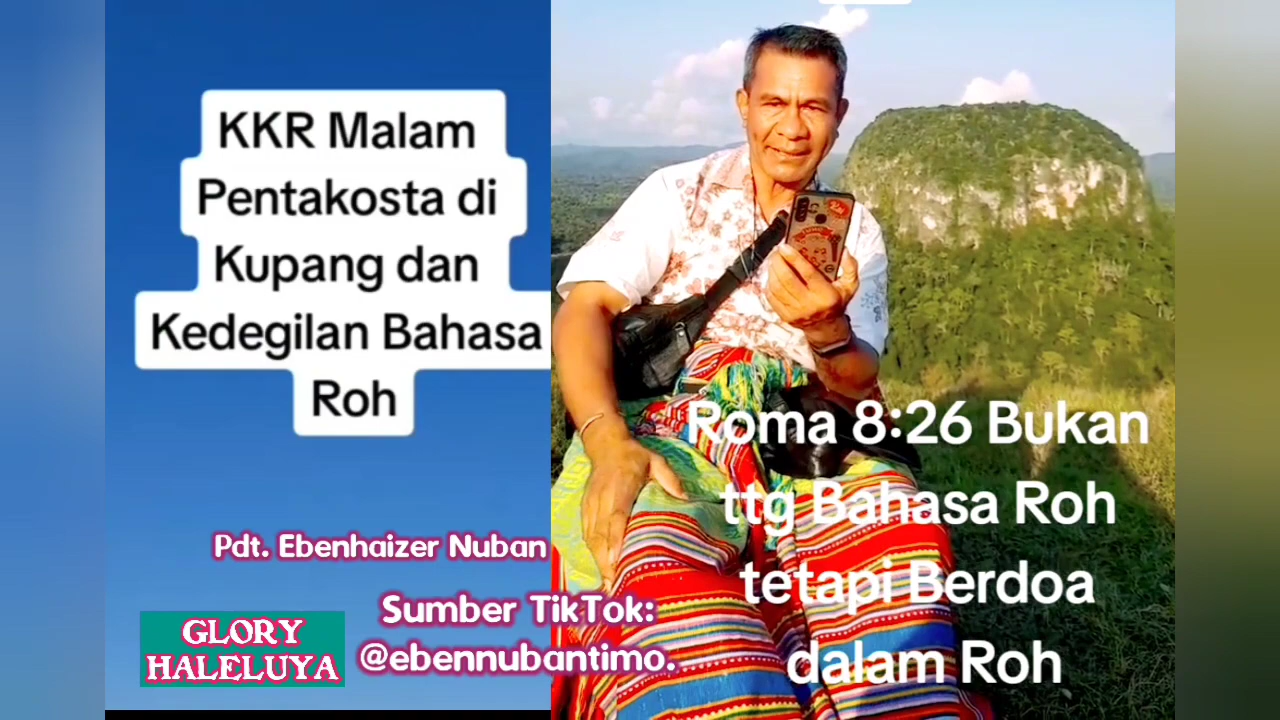 KKR Malam
Pentakosta di
Kupang dan
Kedegilan Bahasa
Roh
Roma 8:26 Bukan
ttg Bahasa Roh
tetapi Berdoa
dalam Roh
Pdt. Ebenhaizer Nuban
Sumber TikTok:
@ebennubantimo.
GLORY
HALELUYA